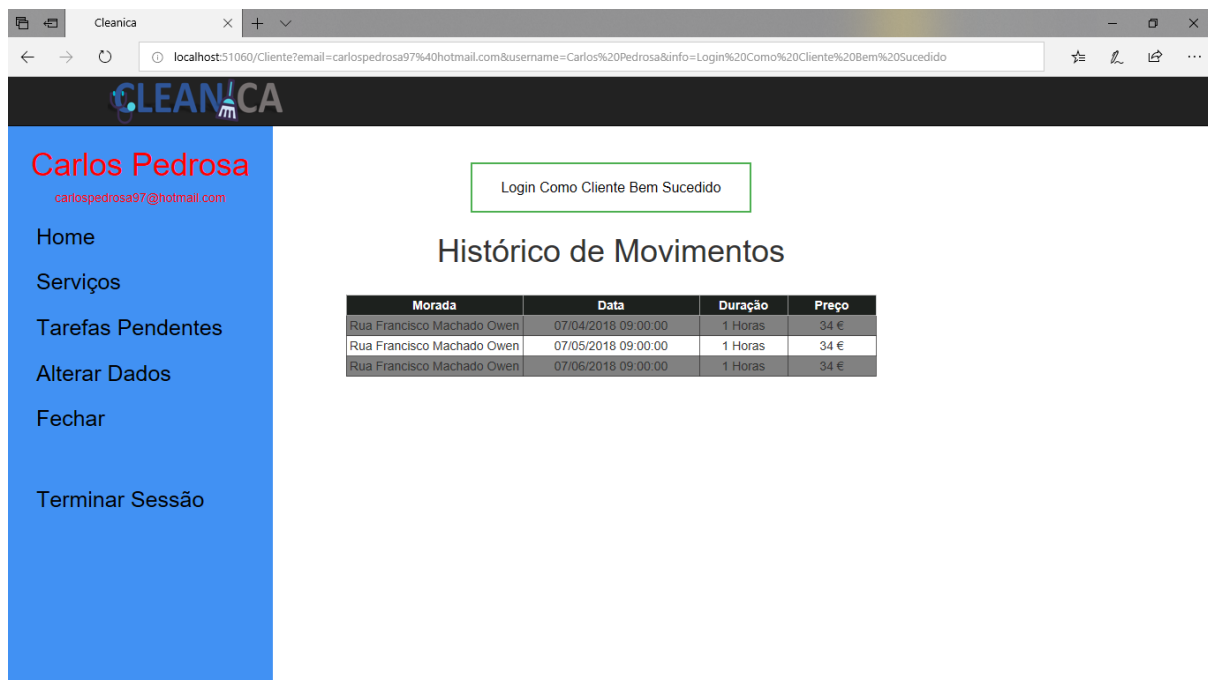 Cleanica
localhost:51060/Cliente?email=carlospedrosa97%40hotmail.com&username=Carlos%20Pedrosa&info=Login%20Como%20Cliente%20Bem%20Sucedido
CLEANICA
Carlos Pedrosa
carlospedrosa97@hotmail.com
Home
Serviços
Tarefas Pendentes
Alterar Dados
Fechar
Terminar Sessão
Login Como Cliente Bem Sucedido
Histórico de Movimentos
Morada Data Duração Preço
Rua Francisco Machado Owen 07/04/2018 09:00:00 1 Horas 34 €
Rua Francisco Machado Owen 07/05/2018 09:00:00 1 Horas 34 €
Rua Francisco Machado Owen 07/06/2018 09:00:00 1 Horas 34 €